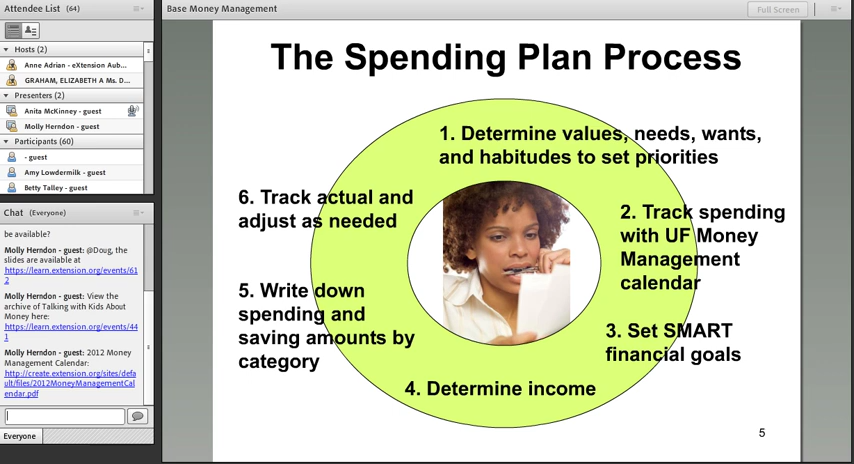 Attendee List (64)
Hosts (2)
Anne Adrian - eXtension Aub...
GRAHAM, ELIZABETH A Ms. D...
Presenters (2)
Anita McKinney - guest
Molly Herndon - guest
Participants (60)
- guest
Amy Lowdermilk - guest
Betty Talley - guest
Chat (Everyone)
be available?
Molly Herndon - guest: @Doug, the
slides are available at
https://learn.extension.org/events/61
2
Molly Herndon - guest: View the
archive of Talking with Kids About
Money here:
https://learn.extension.org/events/44
1
Molly Herndon - guest: 2012 Money
Management Calendar:
http://create.extension.org/sites/defa
ult/files/2012MoneyManagementCal
endar.pdf
Everyone
Base Money Management
Full Screen
The Spending Plan Process
1. Determine values, needs, wants,
and habitudes to set priorities
2. Track spending
with UF Money
Management
calendar
3. Set SMART
financial goals
4. Determine income
5. Write down
spending and
saving amounts by
category
6. Track actual and
adjust as needed
5